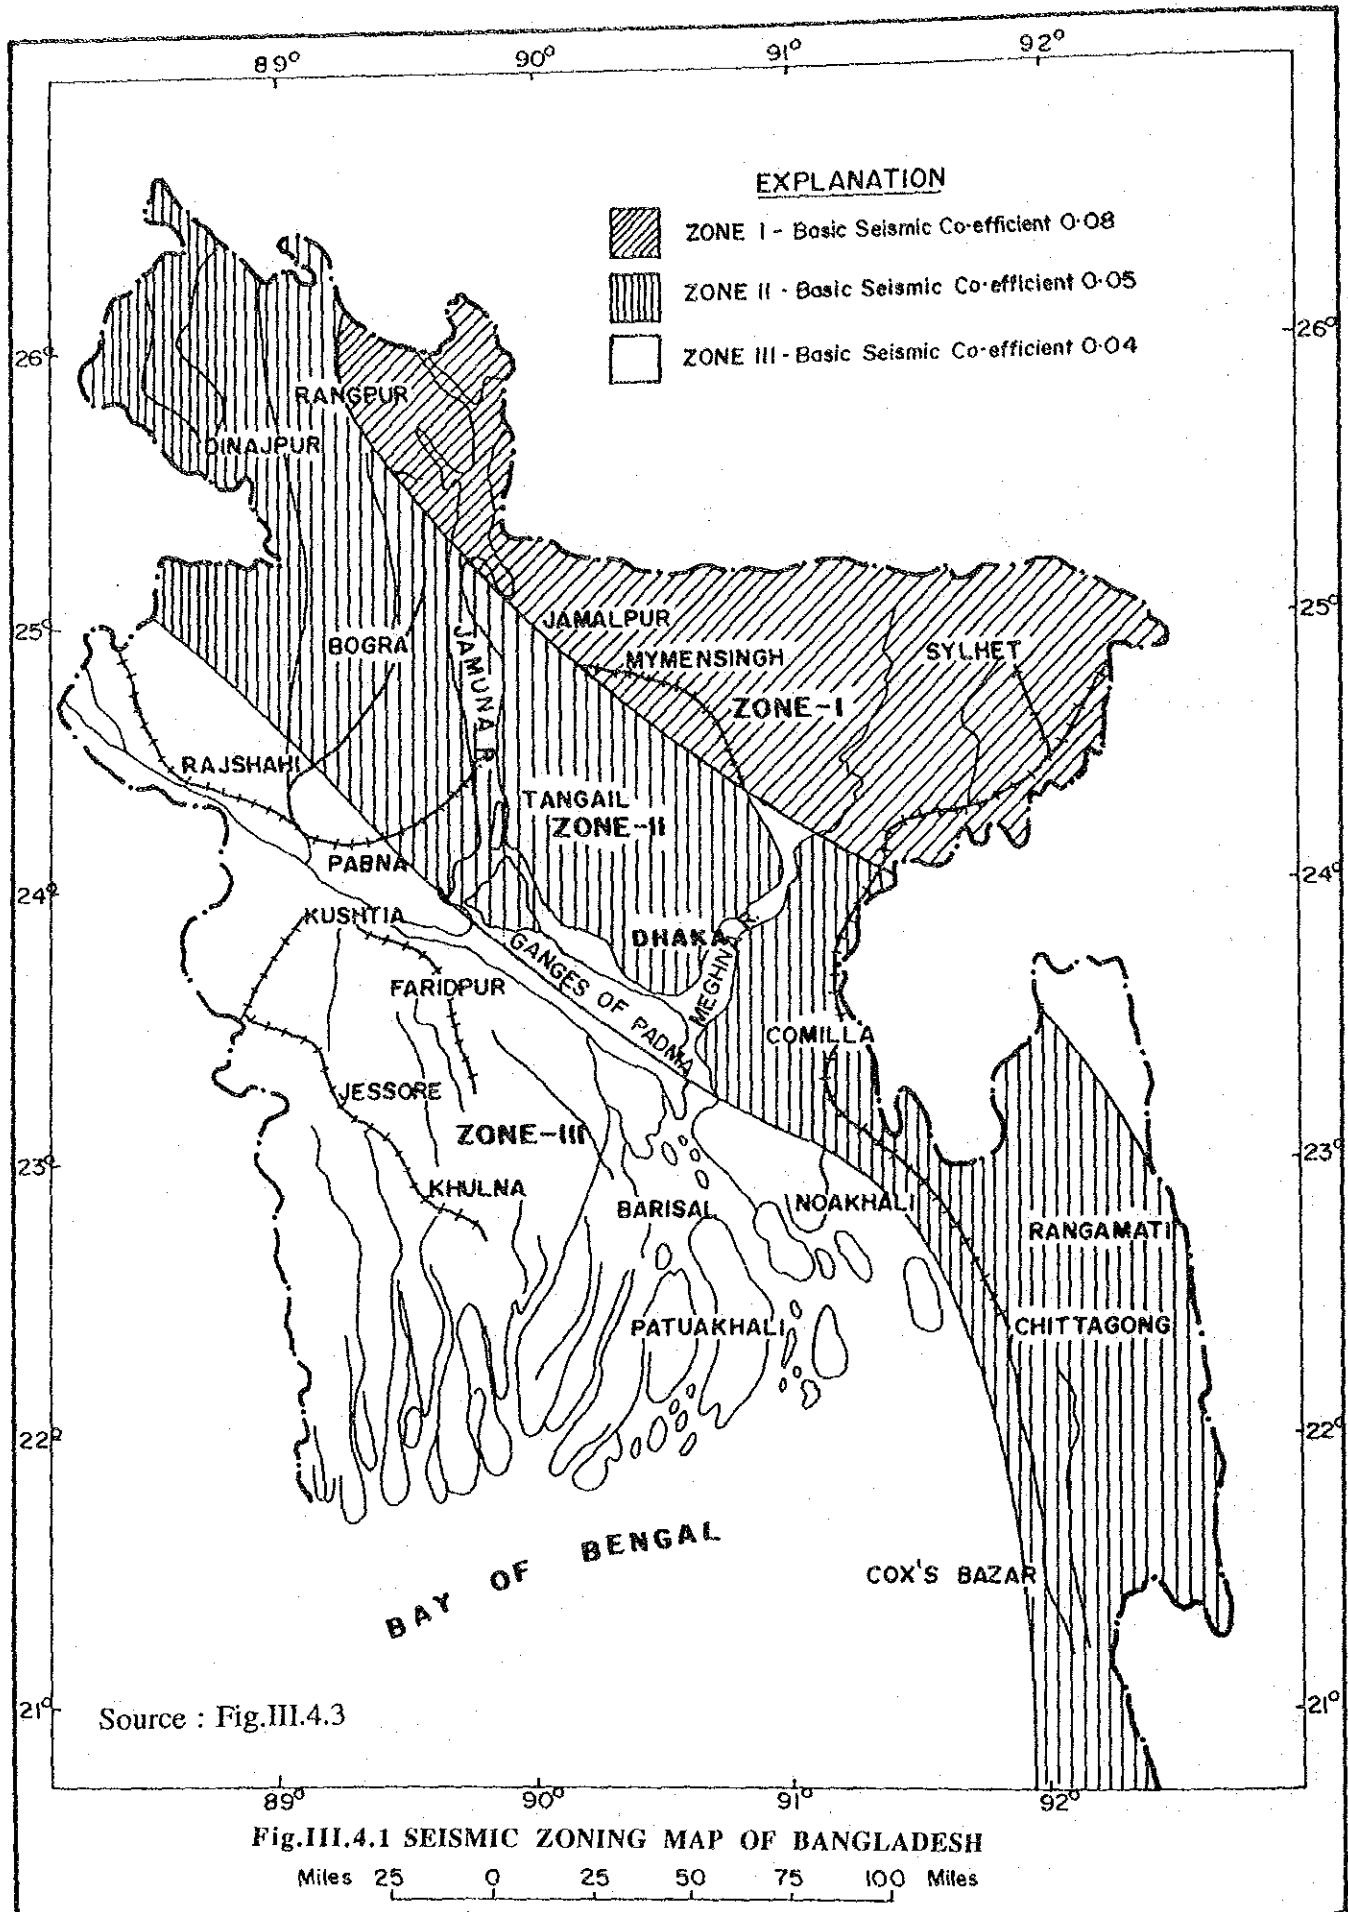 89° 90° 91° 92°
EXPLANATION
ZONE I - Basic Seismic Co-efficient 0·08
ZONE II - Basic Seismic Co-efficient 0·05
ZONE III - Basic Seismic Co-efficient 0·04
26° 26°
RANGPUR
DINAJPUR
25° 25°
JAMALPUR
BOGRA
JAMUNA R.
MYMENSINGH
SYLHET
ZONE-I
RAJSHAHI
TANGAIL
ZONE-II
PABNA
24° 24°
KUSHTIA
DHAKA
GANGES OF PADMA
MEGHNA R.
FARIDPUR
COMILLA
JESSORE
ZONE-III
23° 23°
KHULNA
BARISAL
NOAKHALI
RANGAMATI
PATUAKHALI
CHITTAGONG
22° 22°
BAY OF BENGAL
COX'S BAZAR
21° 21°
Source : Fig.III.4.3
89° 90° 91° 92°
Fig.III.4.1 SEISMIC ZONING MAP OF BANGLADESH
Miles 25 0 25 50 75 100 Miles